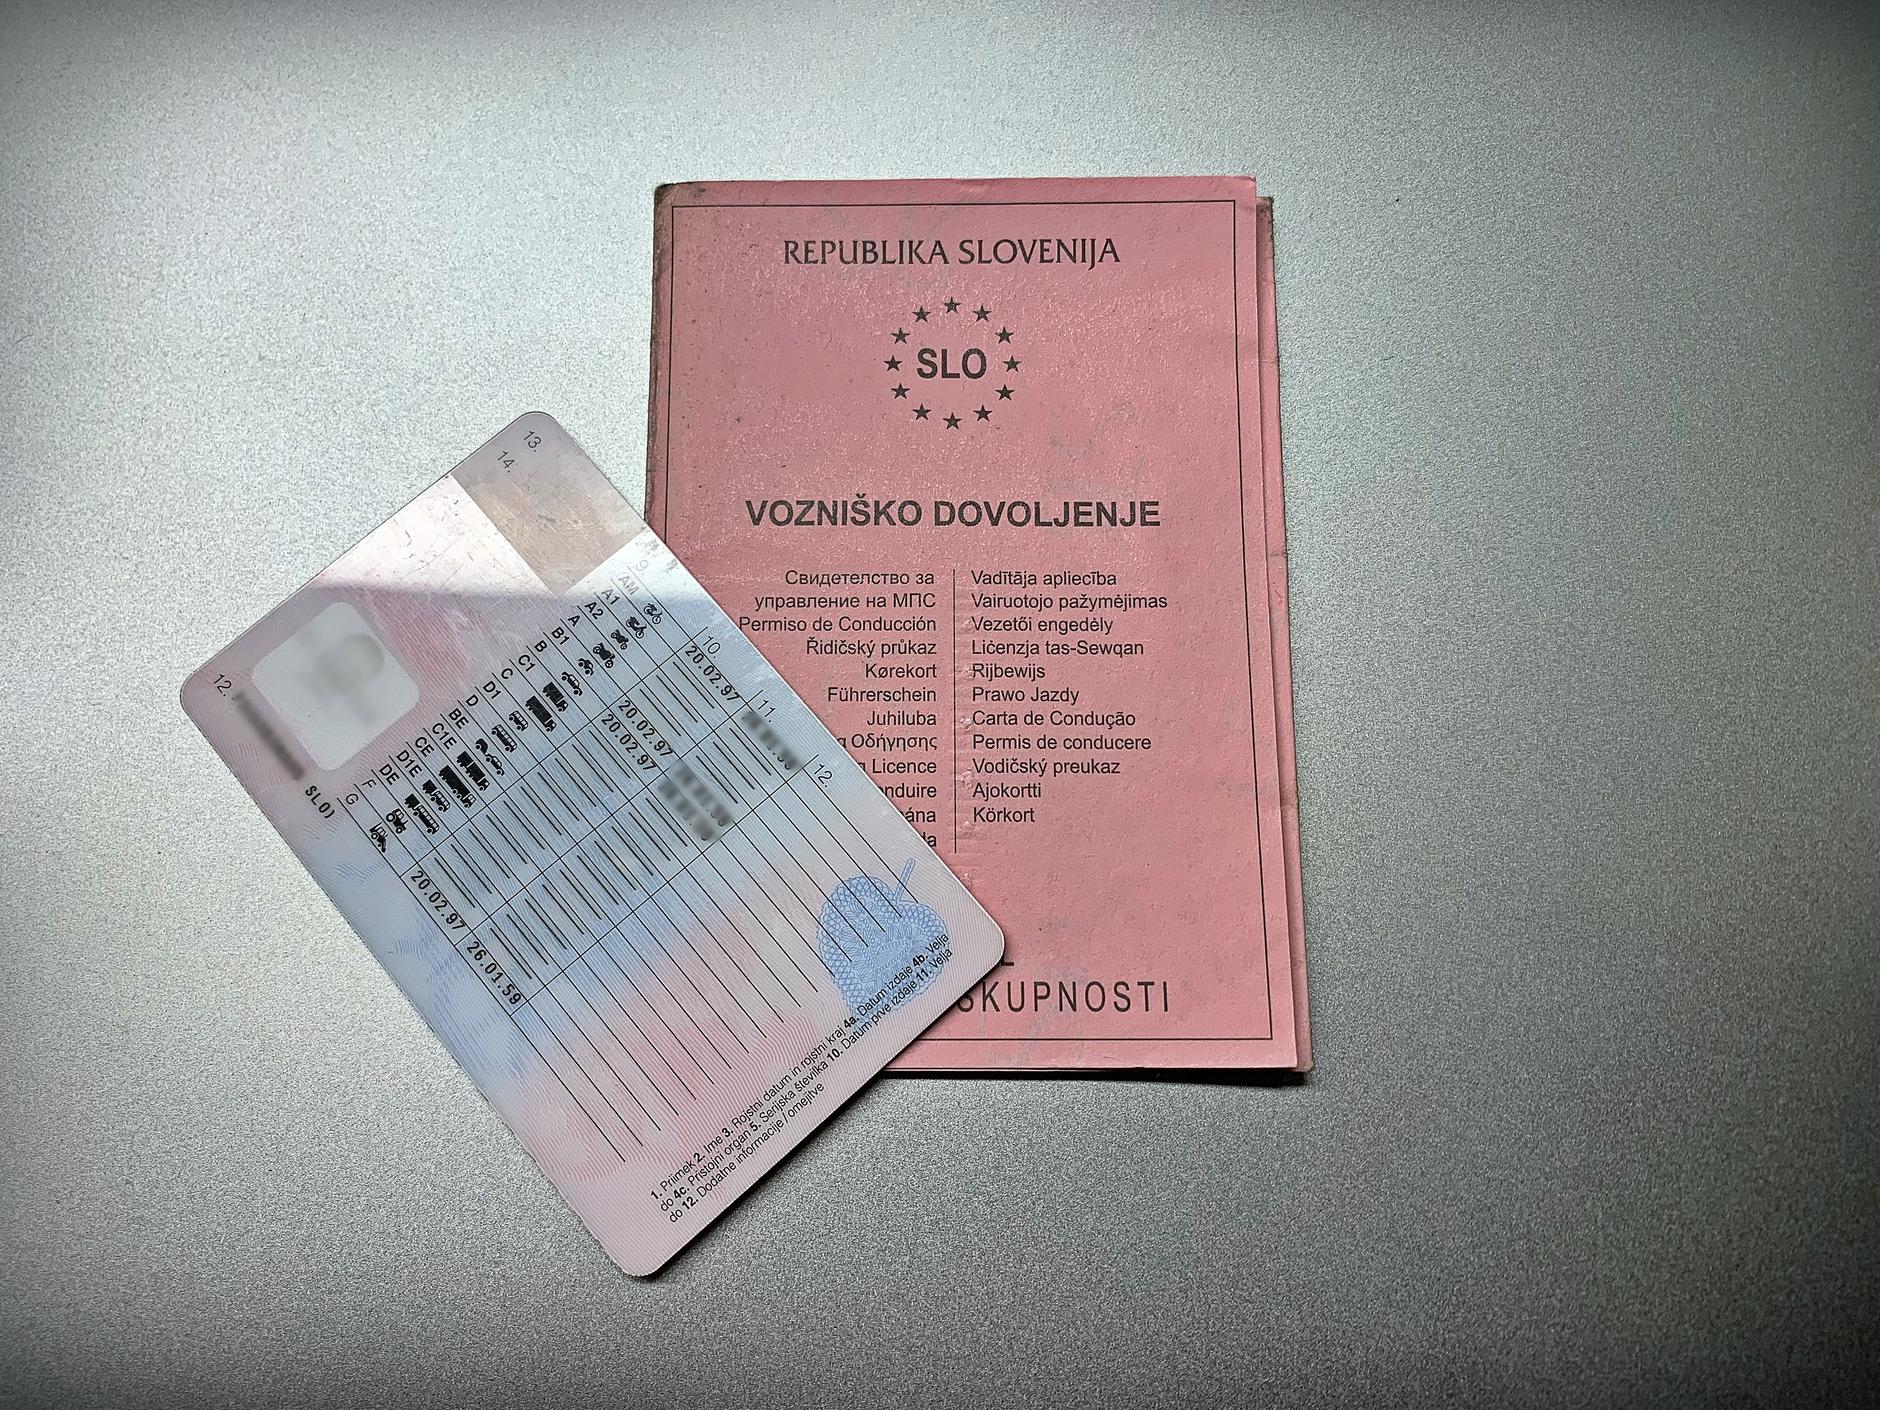 REPUBLIKA SLOVENIJA
SLO
VOZNIŠKO DOVOLJENJE
Свидетелство за
управление на МПС
Permiso de Conducción
Řidičský průkaz
Kørekort
Führerschein
Juhiluba
Οδήγησης
Licence
Vadītāja apliecība
Vairuotojo pažymėjimas
Vezetői engedély
Liċenzja tas-Sewqan
Rijbewijs
Prawo Jazdy
Carta de Condução
Permis de conducere
Vodičský preukaz
Ajokortti
Körkort
SKUPNOSTI
13.
14.
12.
SLO)
9.
10.
11.
12.
AM
A1
A2
A
B1
B
C1
C
D1
D
BE
C1E
CE
D1E
DE
F
G
20.02.97
20.02.97
20.02.97
20.02.97
26.01.59
1. Priimek 2. Ime 3. Rojstni datum in rojstni kraj 4a. Datum izdaje 4b. Velja
do 4c. Pristojni organ 5. Serijska številka 10. Datum prve izdaje 11. Velja
do 12. Dodatne informacije / omejitve